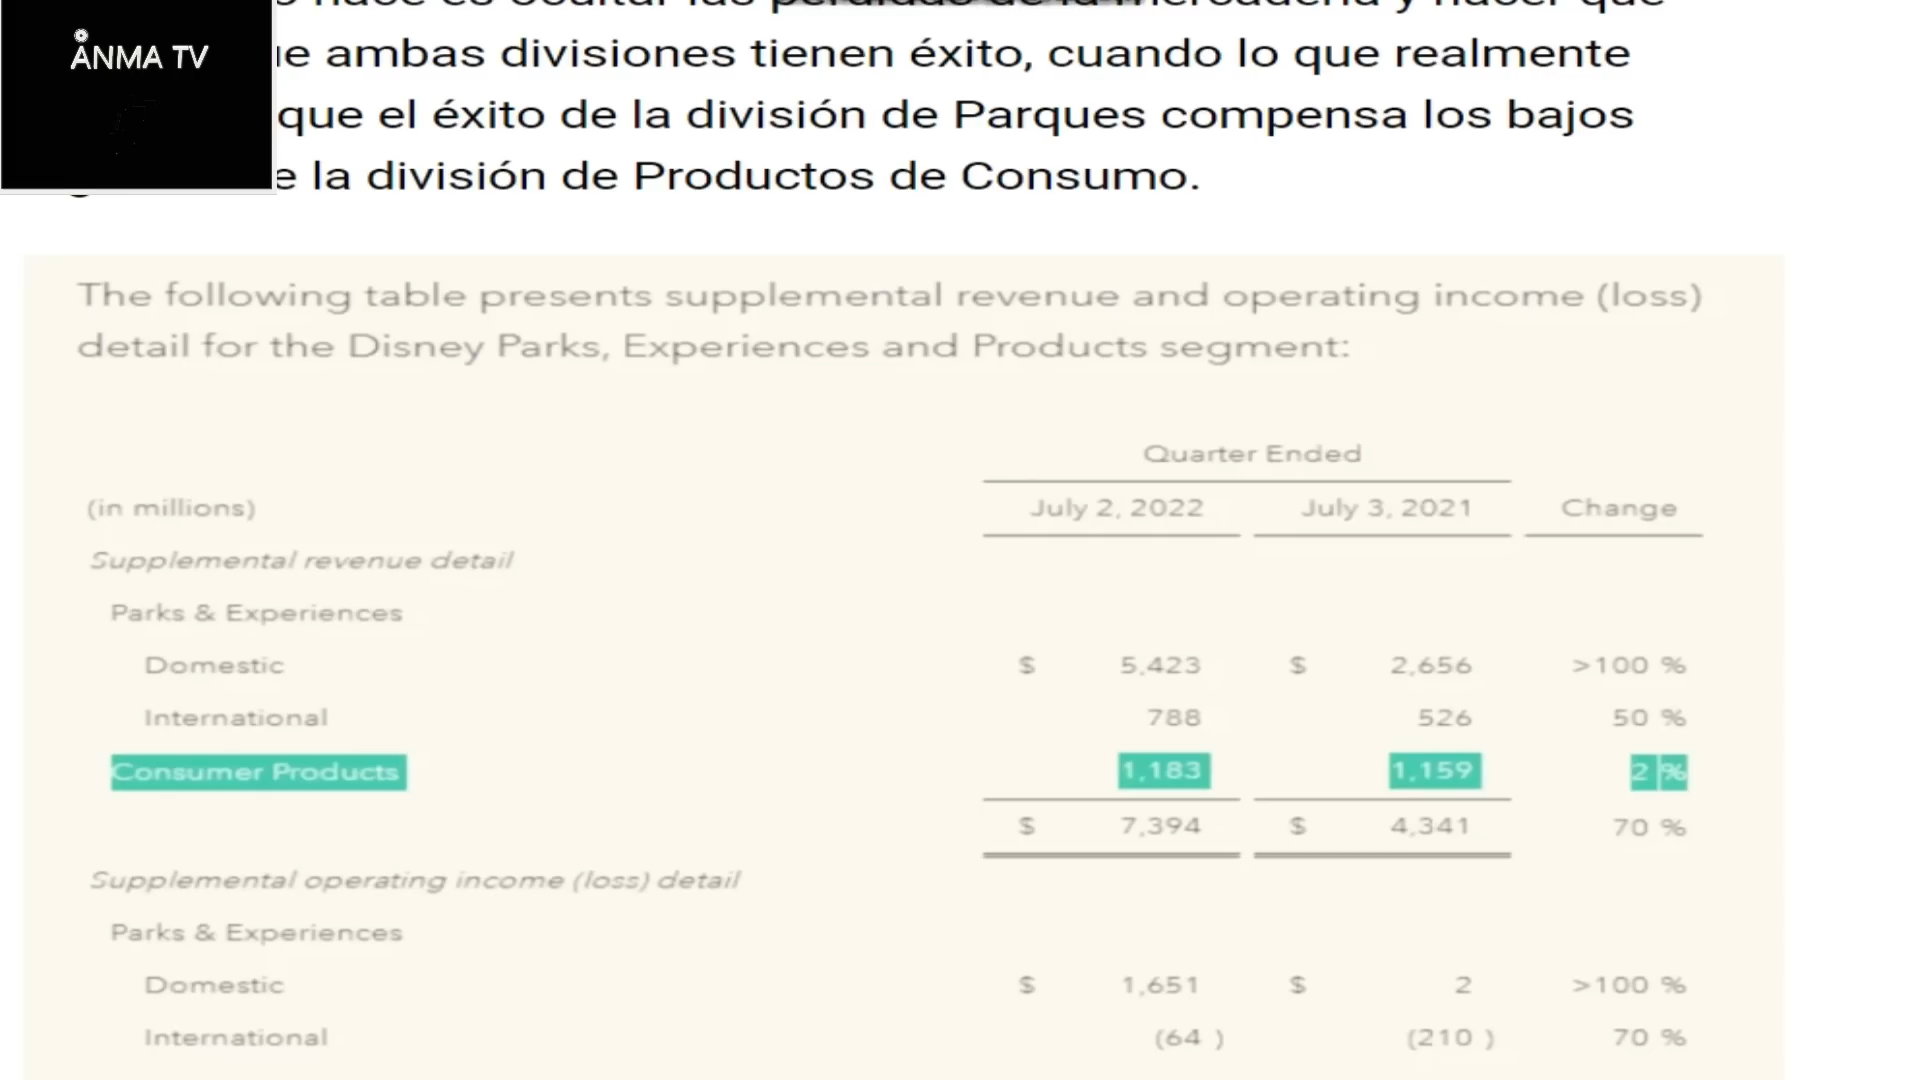 ANMA TV
ambas divisiones tienen éxito, cuando lo que realmente
que el éxito de la división de Parques compensa los bajos
la división de Productos de Consumo.
The following table presents supplemental revenue and operating income (loss)
detail for the Disney Parks, Experiences and Products segment:
Quarter Ended
(in millions) July 2, 2022 July 3, 2021 Change
Supplemental revenue detail
Parks & Experiences
Domestic $ 5,423 $ 2,656 >100 %
International 788 526 50 %
Consumer Products 1,183 1,159 2 %
$ 7,394 $ 4,341 70 %
Supplemental operating income (loss) detail
Parks & Experiences
Domestic $ 1,651 $ 2 >100 %
International (64 ) (210 ) 70 %